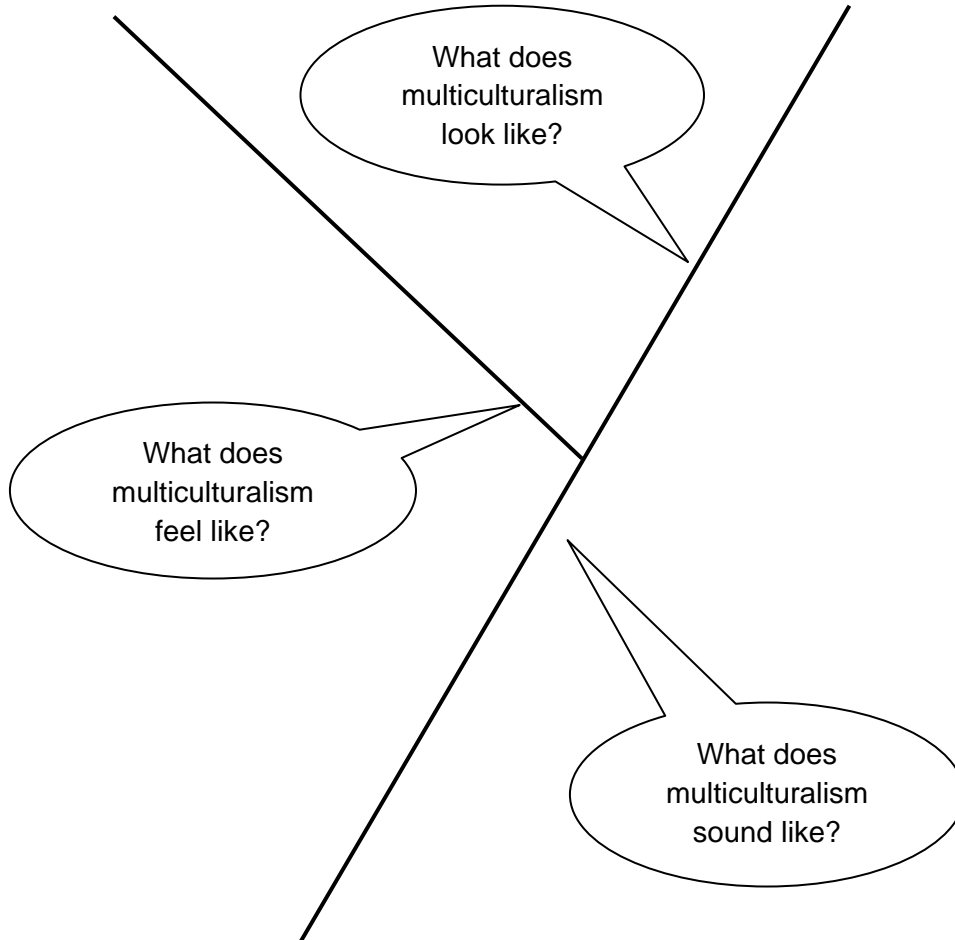 What does
multiculturalism
look like?
What does
multiculturalism
feel like?
What does
multiculturalism
sound like?